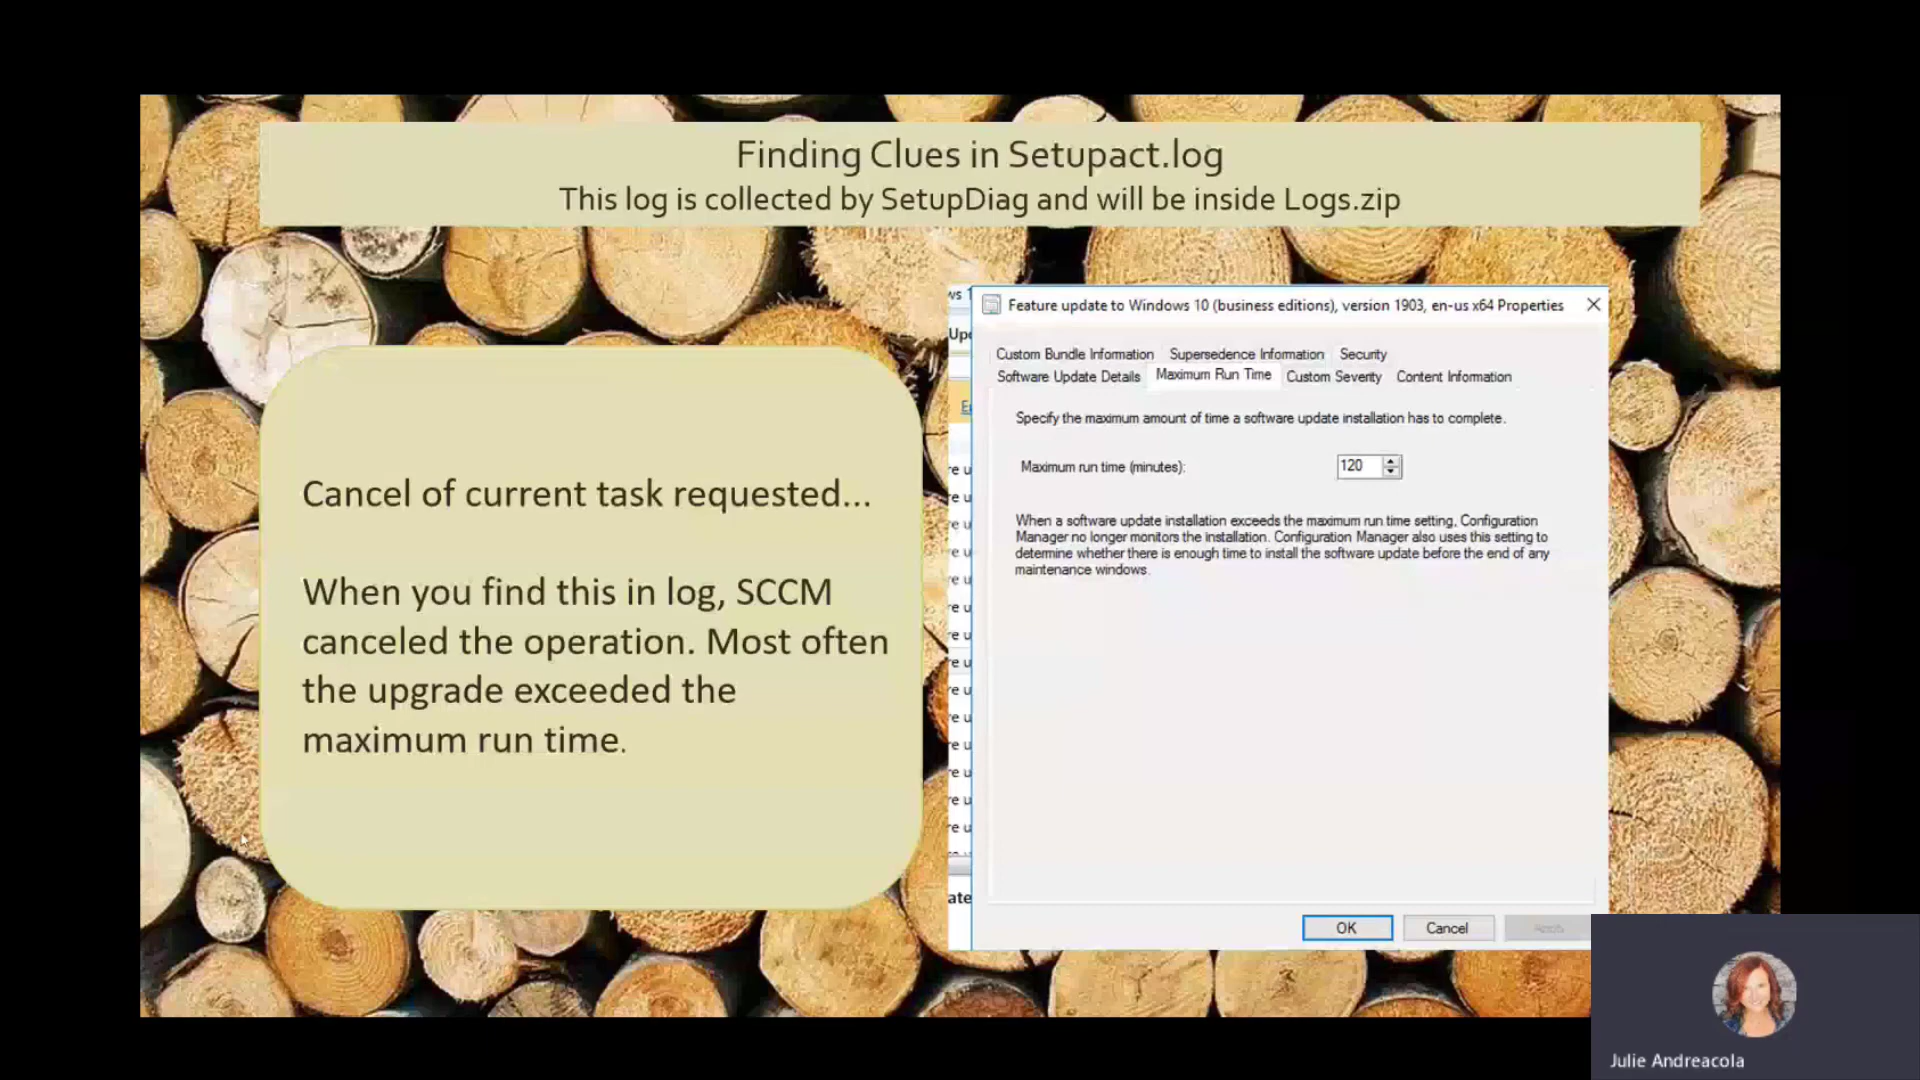 Finding Clues in Setupact.log
This log is collected by SetupDiag and will be inside Logs.zip
Cancel of current task requested...
When you find this in log, SCCM
canceled the operation. Most often
the upgrade exceeded the
maximum run time.
Feature update to Windows 10 (business editions), version 1903, en-us x64 Properties
Custom Bundle Information Supersedence Information Security
Software Update Details Maximum Run Time Custom Severity Content Information
Specify the maximum amount of time a software update installation has to complete.
Maximum run time (minutes): 120
When a software update installation exceeds the maximum run time setting, Configuration
Manager no longer monitors the installation. Configuration Manager also uses this setting to
determine whether there is enough time to install the software update before the end of any
maintenance windows.
OK Cancel Apply
Julie Andreacola